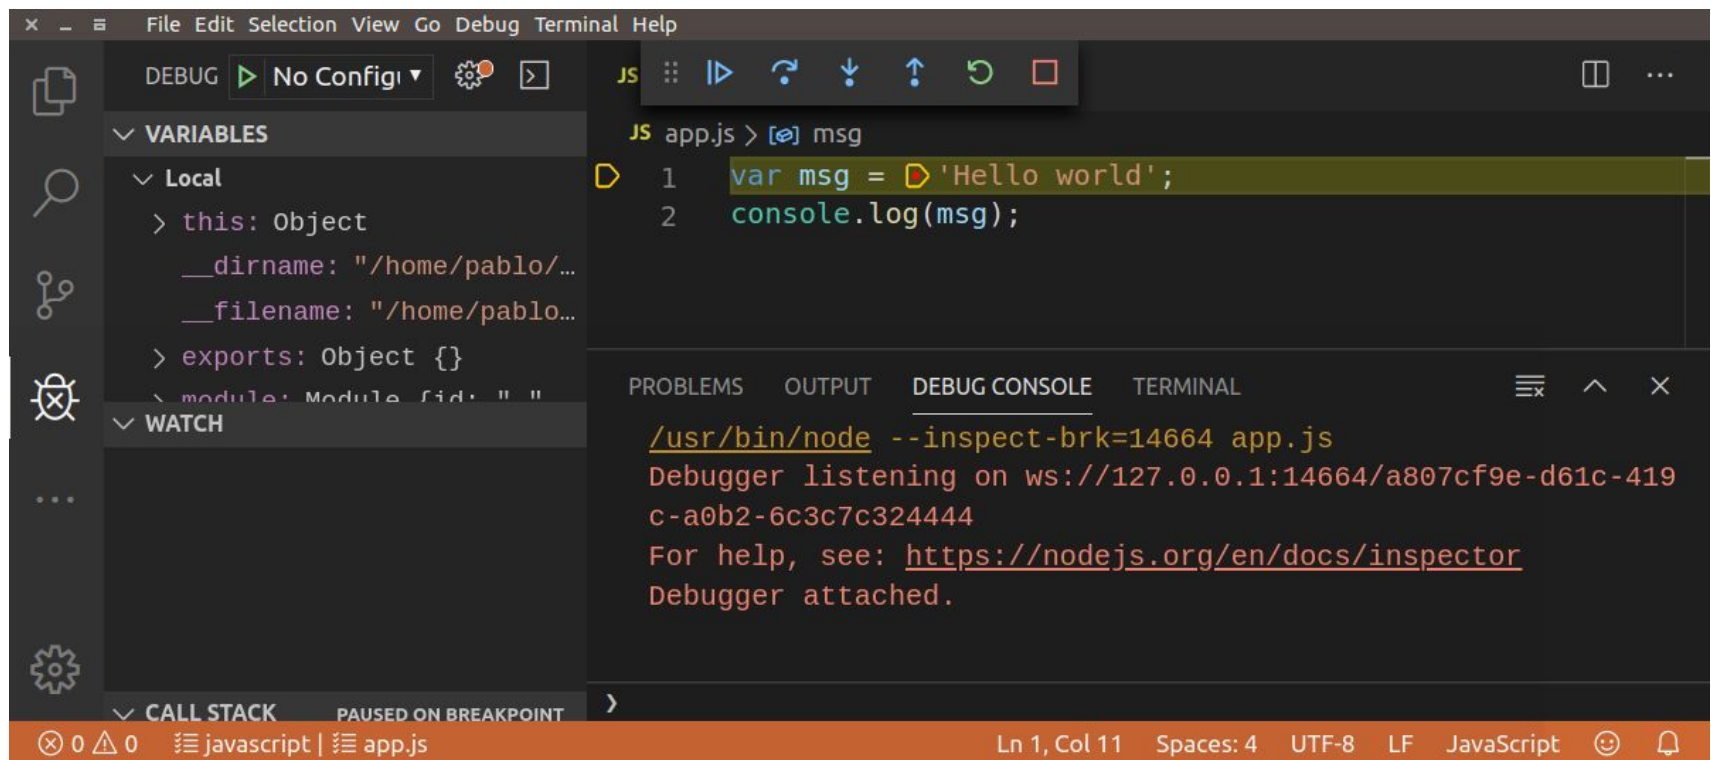 File Edit Selection View Go Debug Terminal Help
DEBUG No Config
VARIABLES
Local
this: Object
__dirname: "/home/pablo/…
__filename: "/home/pablo…
exports: Object {}
module: Module {id: "."
WATCH
CALL STACK PAUSED ON BREAKPOINT
JS
JS app.js > msg
1 var msg = 'Hello world';
2 console.log(msg);
PROBLEMS OUTPUT DEBUG CONSOLE TERMINAL
/usr/bin/node --inspect-brk=14664 app.js
Debugger listening on ws://127.0.0.1:14664/a807cf9e-d61c-419
c-a0b2-6c3c7c324444
For help, see: https://nodejs.org/en/docs/inspector
Debugger attached.
0 0 javascript | app.js Ln 1, Col 11 Spaces: 4 UTF-8 LF JavaScript